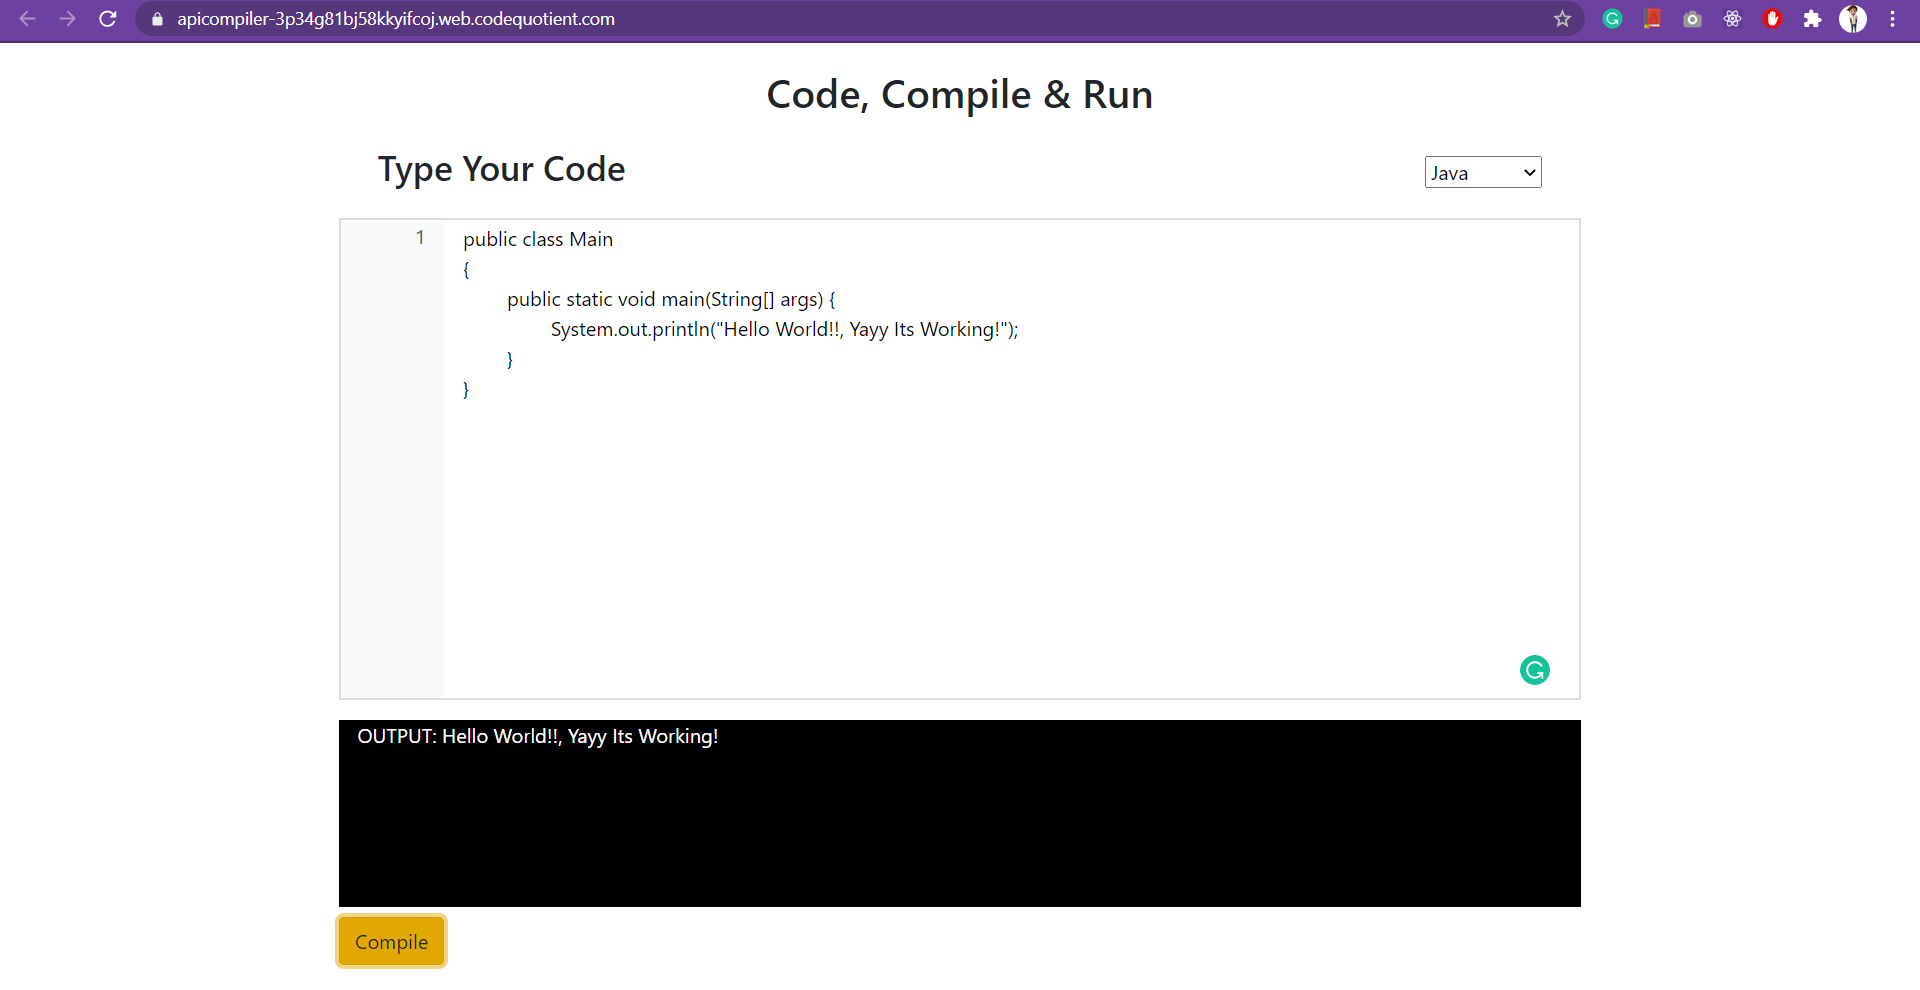 apicompiler-3p34g81bj58kkyifcoj.web.codequotient.com
Code, Compile & Run
Type Your Code
Java
1
public class Main
{
public static void main(String[] args) {
System.out.println("Hello World!!, Yayy Its Working!");
}
}
OUTPUT: Hello World!!, Yayy Its Working!
Compile